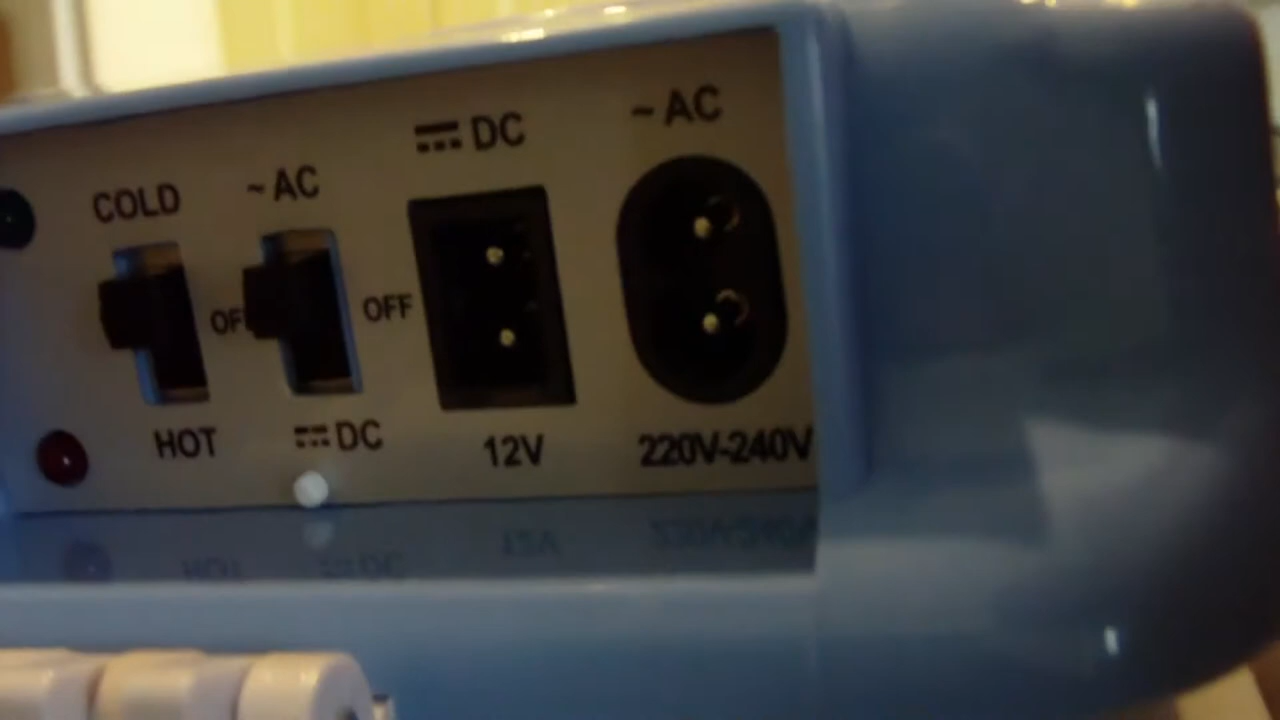 COLD
~ AC
⎓ DC
~ AC
OFF
OFF
HOT
⎓ DC
12V
220V-240V